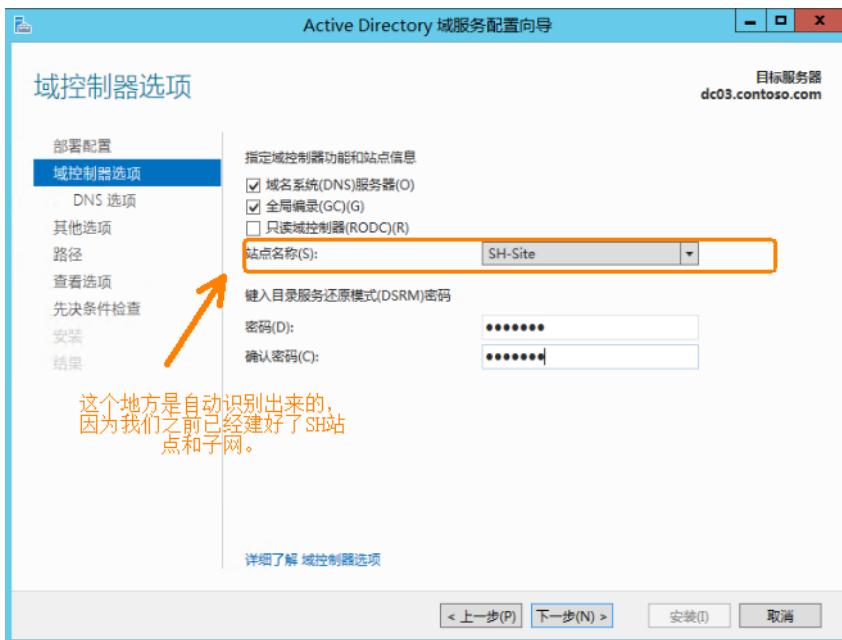 Active Directory 域服务配置向导
域控制器选项
目标服务器
dc03.contoso.com
部署配置
域控制器选项
DNS 选项
其他选项
路径
查看选项
先决条件检查
安装
结果
指定域控制器功能和站点信息
域名系统(DNS)服务器(O)
全局编录(GC)(G)
只读域控制器(RODC)(R)
站点名称(S): SH-Site
键入目录服务还原模式(DSRM)密码
密码(D): ●●●●●●●
确认密码(C): ●●●●●●●
这个地方是自动识别出来的,
因为我们之前已经建好了SH站
点和子网。
详细了解 域控制器选项
< 上一步(P) 下一步(N) > 安装(I) 取消